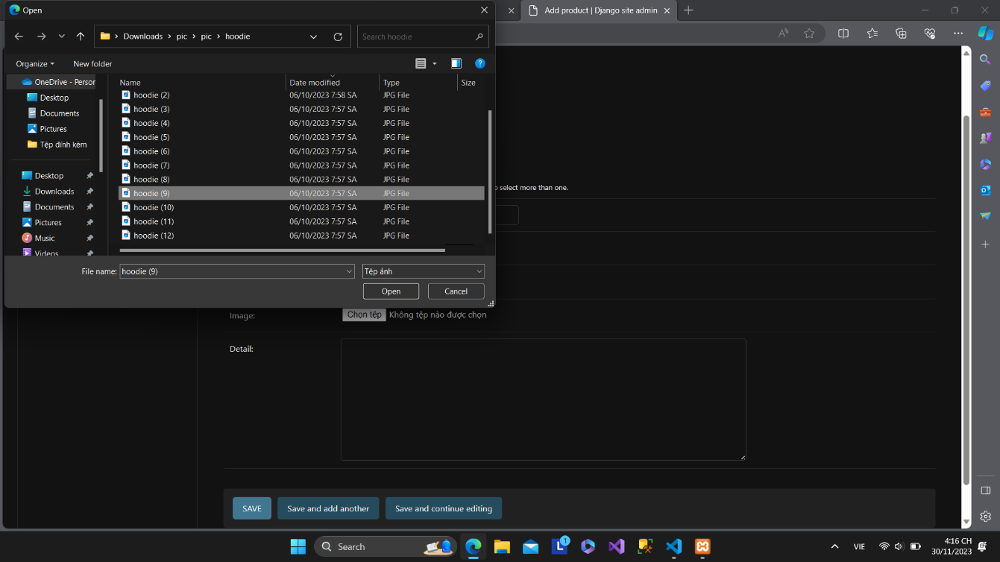 Open
Add product | Django site admin
Downloads pic pic hoodie
Search hoodie
Organize
New folder
OneDrive - Person
Desktop
Documents
Pictures
Tệp đính kèm
Desktop
Downloads
Documents
Pictures
Music
Videos
Name Date modified Type Size
hoodie (2) 06/10/2023 7:58 SA JPG File
hoodie (3) 06/10/2023 7:57 SA JPG File
hoodie (4) 06/10/2023 7:57 SA JPG File
hoodie (5) 06/10/2023 7:57 SA JPG File
hoodie (6) 06/10/2023 7:57 SA JPG File
hoodie (7) 06/10/2023 7:57 SA JPG File
hoodie (8) 06/10/2023 7:57 SA JPG File
hoodie (9) 06/10/2023 7:57 SA JPG File
hoodie (10) 06/10/2023 7:57 SA JPG File
hoodie (11) 06/10/2023 7:57 SA JPG File
hoodie (12) 06/10/2023 7:57 SA JPG File
File name: hoodie (9) Tệp ảnh
Open Cancel
select more than one.
Image: Chọn tệp Không tệp nào được chọn
Detail:
SAVE Save and add another Save and continue editing
Search
1
VIE
4:16 CH
30/11/2023